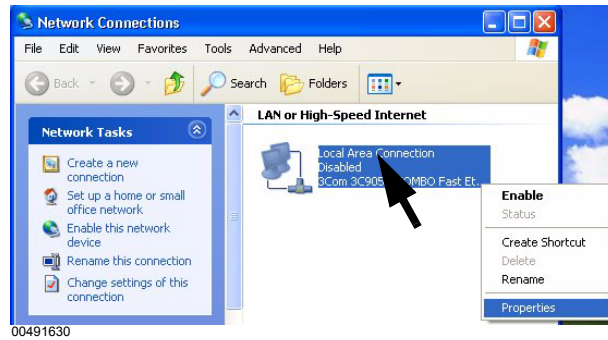 Network Connections
File Edit View Favorites Tools Advanced Help
Back Search Folders
LAN or High-Speed Internet
Network Tasks
Create a new
connection
Set up a home or small
office network
Enable this network
device
Rename this connection
Change settings of this
connection
Local Area Connection
Disabled
3Com 3C905 OMBO Fast Et...
Enable
Status
Create Shortcut
Delete
Rename
Properties
00491630